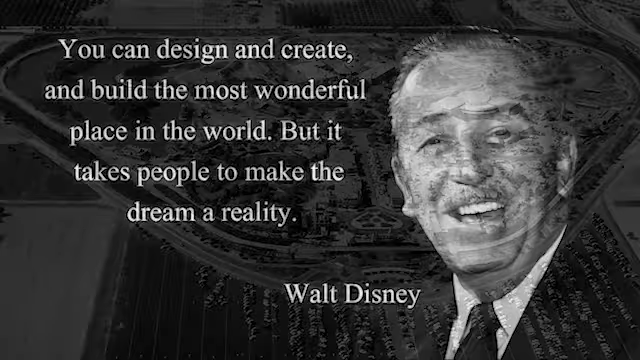 You can design and create,
and build the most wonderful
place in the world. But it
takes people to make the
dream a reality.
Walt Disney